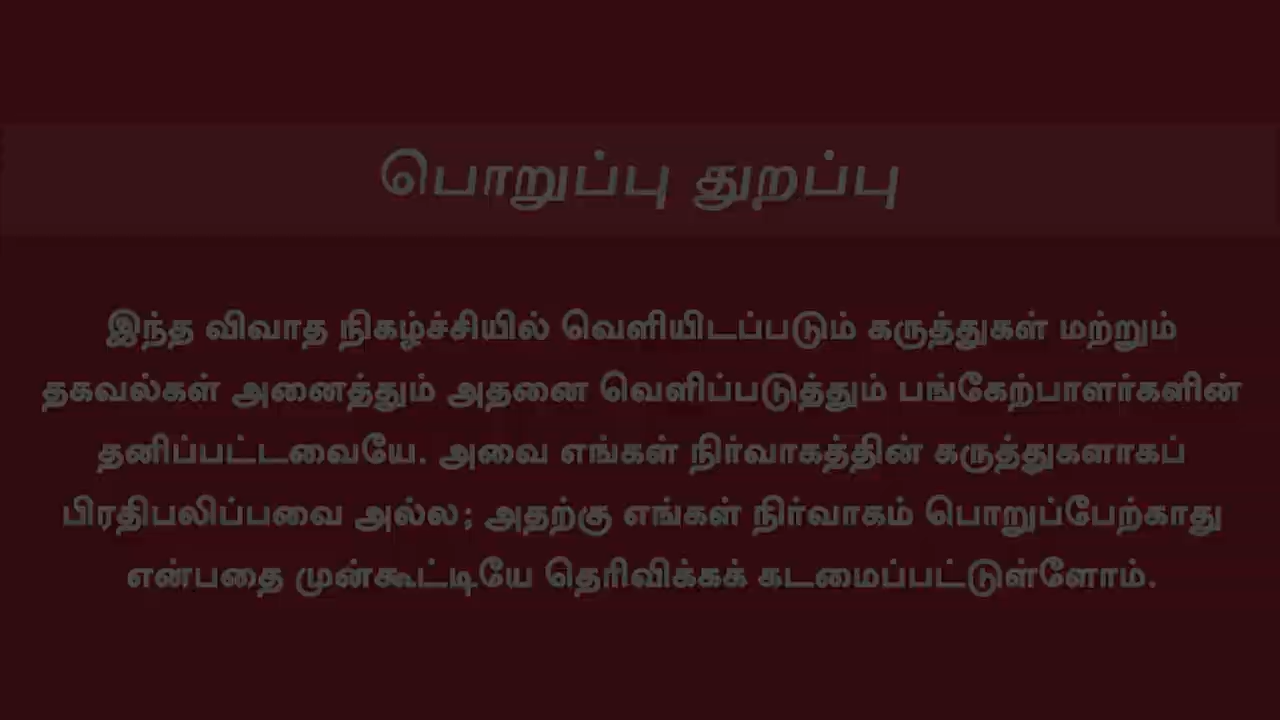 பொறுப்பு துறப்பு
இந்த விவாத நிகழ்ச்சியில் வெளியிடப்படும் கருத்துகள் மற்றும்
தகவல்கள் அனைத்தும் அதனை வெளிப்படுத்தும் பங்கேற்பாளர்களின்
தனிப்பட்டவையே. அவை எங்கள் நிர்வாகத்தின் கருத்துகளாகப்
பிரதிபலிப்பவை அல்ல; அதற்கு எங்கள் நிர்வாகம் பொறுப்பேற்காது
என்பதை முன்கூட்டியே தெரிவிக்கக் கடமைப்பட்டுள்ளோம்.